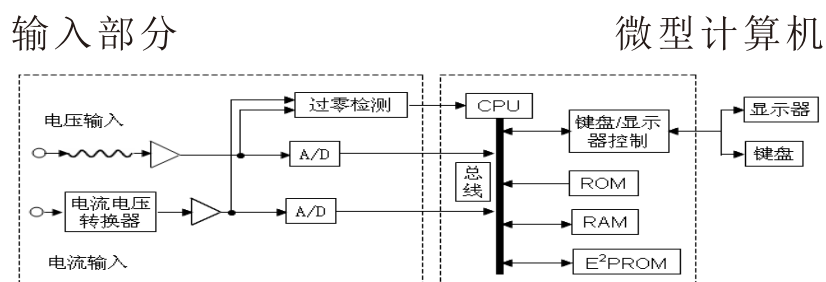 输入部分
微型计算机
电压输入
过零检测
A/D
电流电压
转换器
A/D
电流输入
CPU
总
线
键盘/显示
器控制
ROM
RAM
E²PROM
显示器
键盘